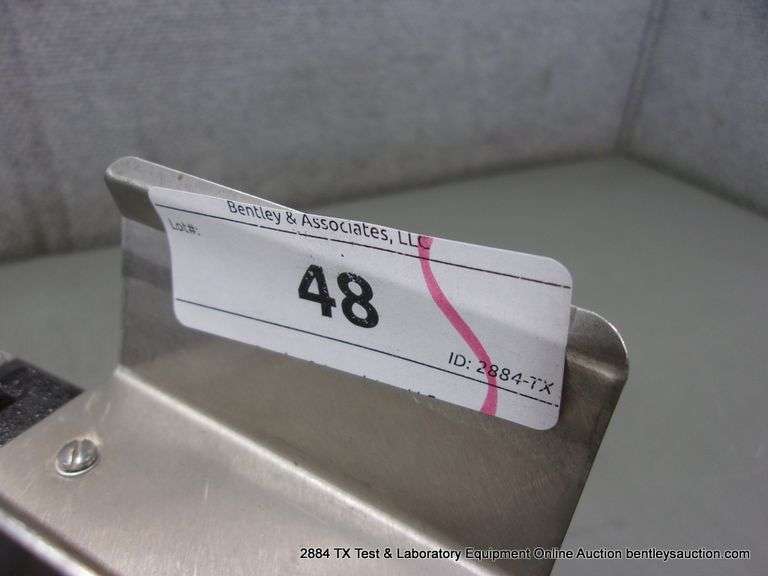 Bentley & Associates, LLC
Lot#:
48
ID: 2884-TX
2884 TX Test & Laboratory Equipment Online Auction bentleysauction.com